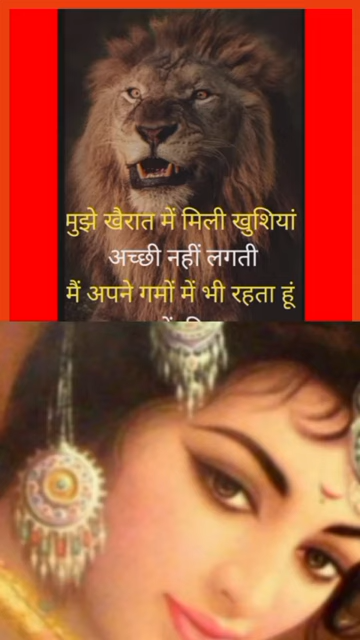 मुझे खैरात में मिली खुशियां
अच्छी नहीं लगती
मैं अपने गमों में भी रहता हूं